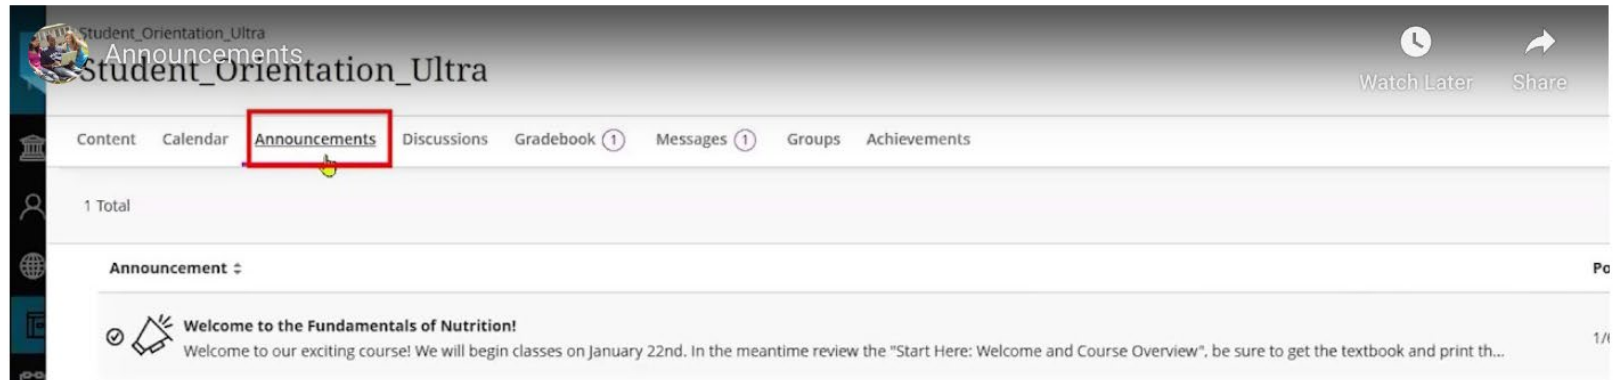 Student_Orientation_Ultra
Announcements
Student_Orientation_Ultra
Watch Later Share
Content Calendar Announcements Discussions Gradebook 1 Messages 1 Groups Achievements
1 Total
Announcement
Welcome to the Fundamentals of Nutrition!
Welcome to our exciting course! We will begin classes on January 22nd. In the meantime review the "Start Here: Welcome and Course Overview", be sure to get the textbook and print th...